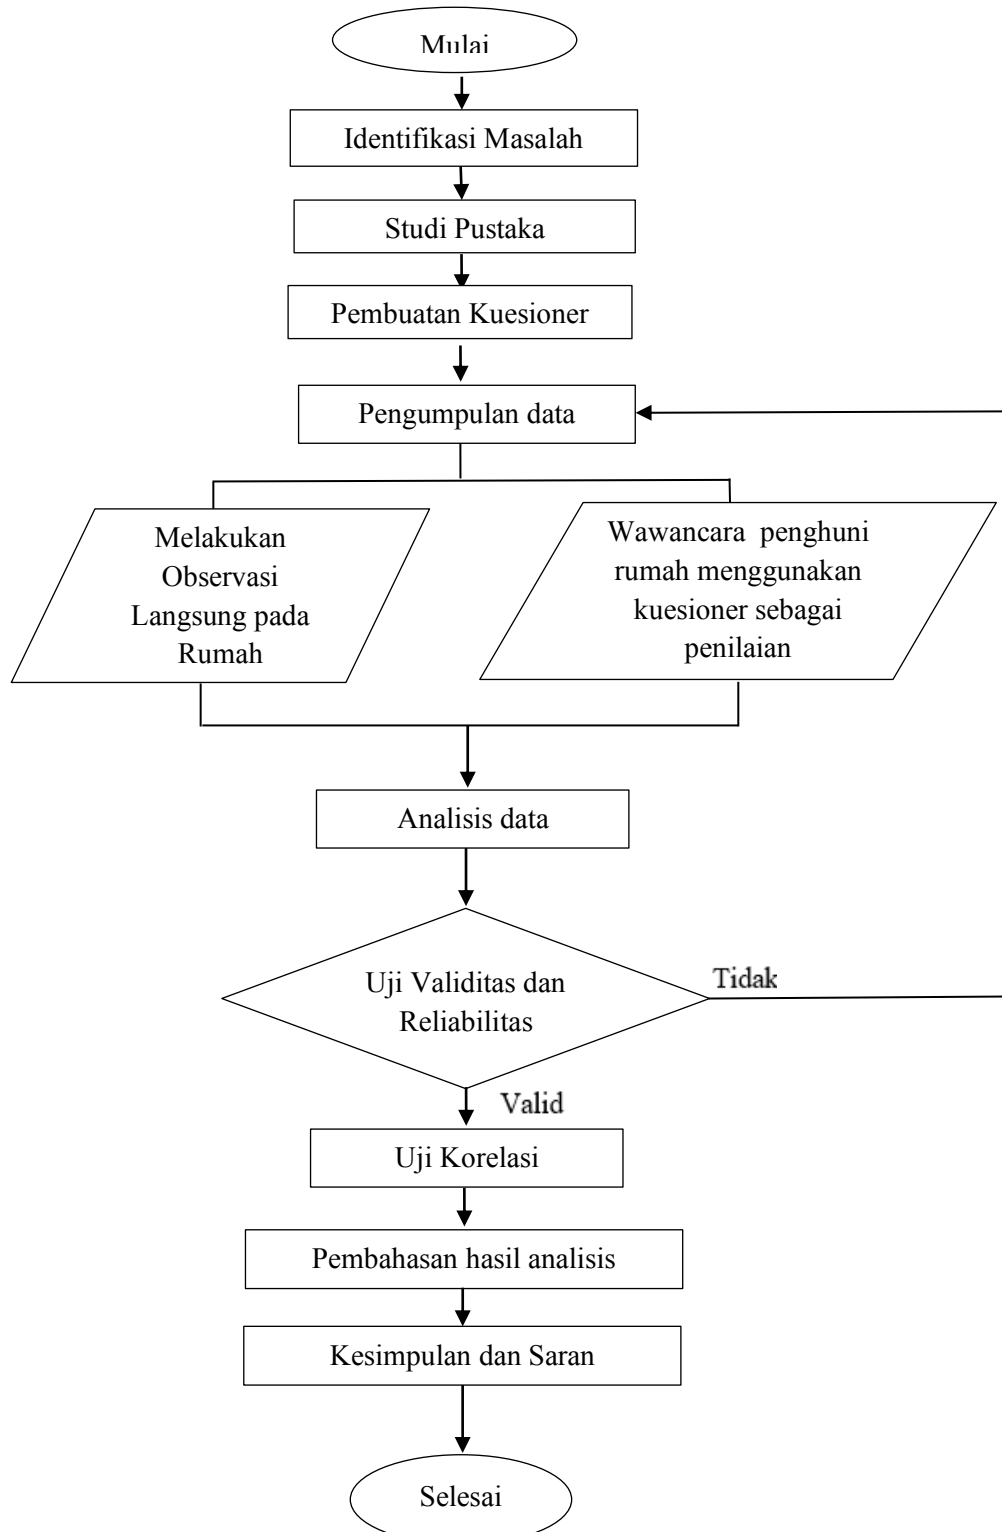 Mulai
Identifikasi Masalah
Studi Pustaka
Pembuatan Kuesioner
Pengumpulan data
Melakukan
Observasi
Langsung pada
Rumah
Wawancara penghuni
rumah menggunakan
kuesioner sebagai
penilaian
Analisis data
Uji Validitas dan
Reliabilitas
Tidak
Valid
Uji Korelasi
Pembahasan hasil analisis
Kesimpulan dan Saran
Selesai